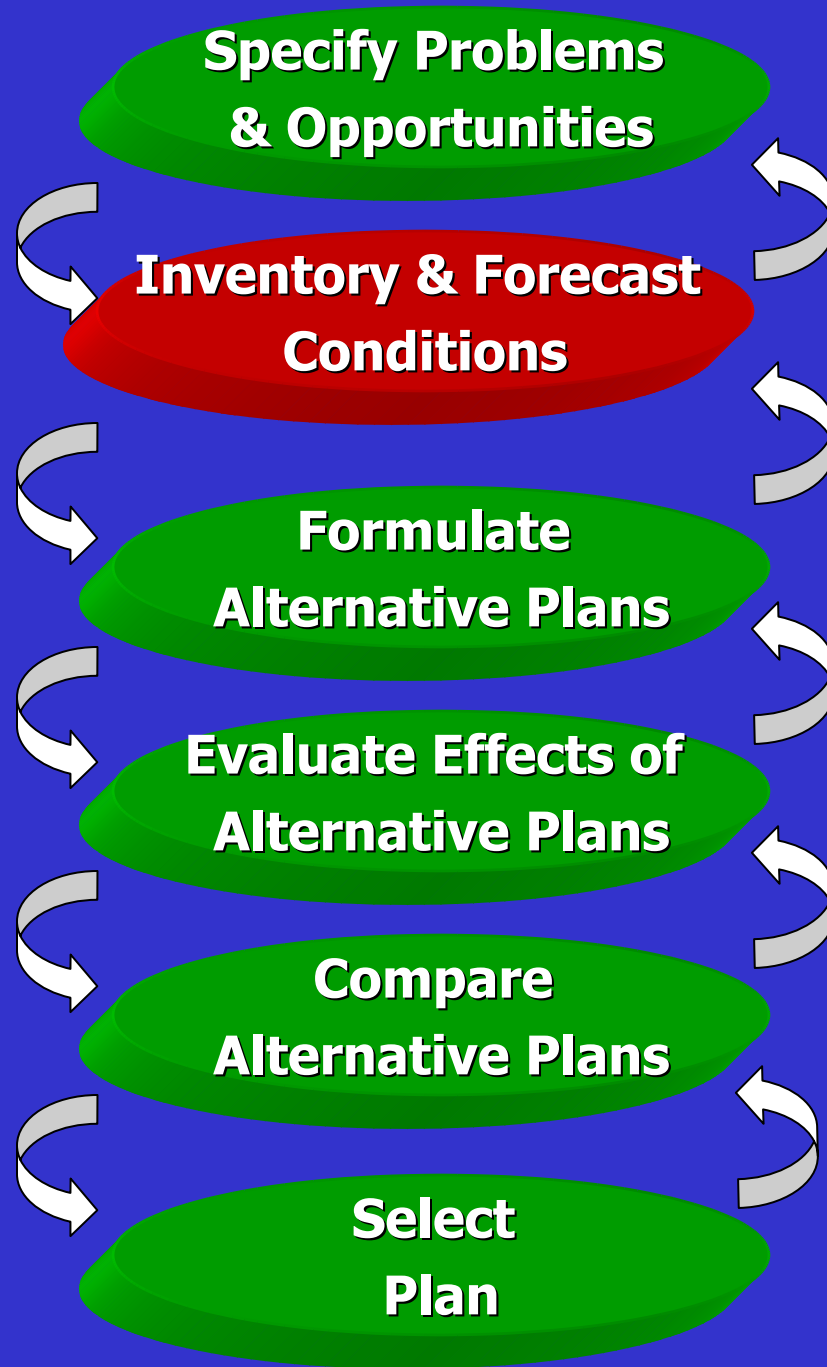 Specify Problems
& Opportunities
Inventory & Forecast
Conditions
Formulate
Alternative Plans
Evaluate Effects of
Alternative Plans
Compare
Alternative Plans
Select
Plan